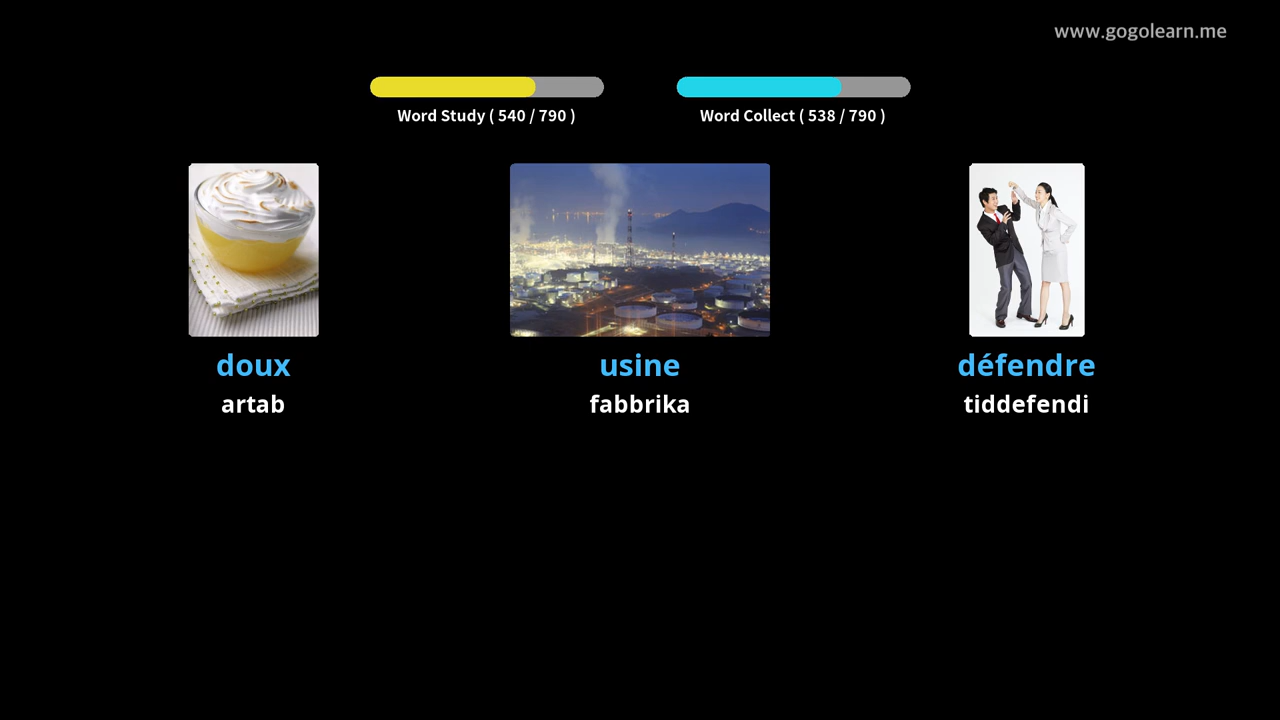 www.gogolearn.me
Word Study ( 540 / 790 )
Word Collect ( 538 / 790 )
doux
artab
usine
fabbrika
défendre
tiddefendi